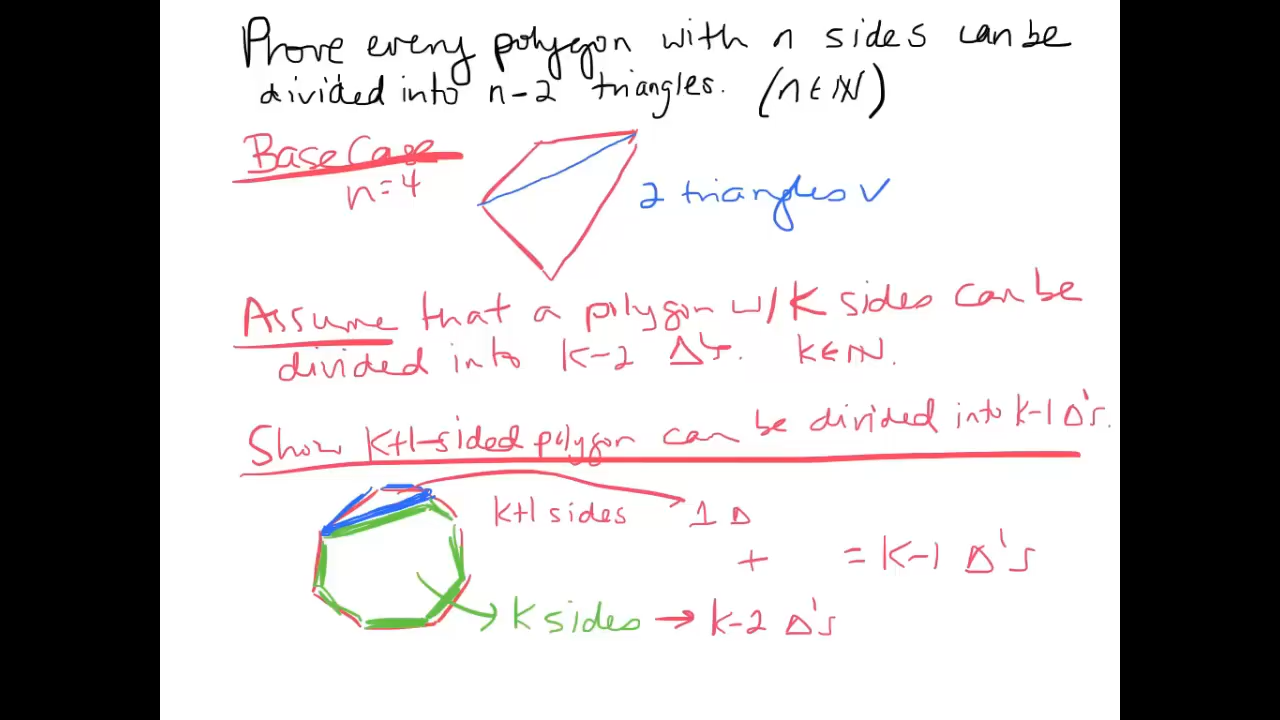 Prove every polygon with n sides can be
divided into n-2 triangles. (n∈ℕ)
Base Case
n=4
2 triangles ✓
Assume that a polygon w/ K sides can be
divided into K-2 Δ's. K∈ℕ.
Show K+1-sided polygon can be divided into K-1 Δ's.
K+1 sides 1 Δ
+ = K-1 Δ's
K sides → K-2 Δ's